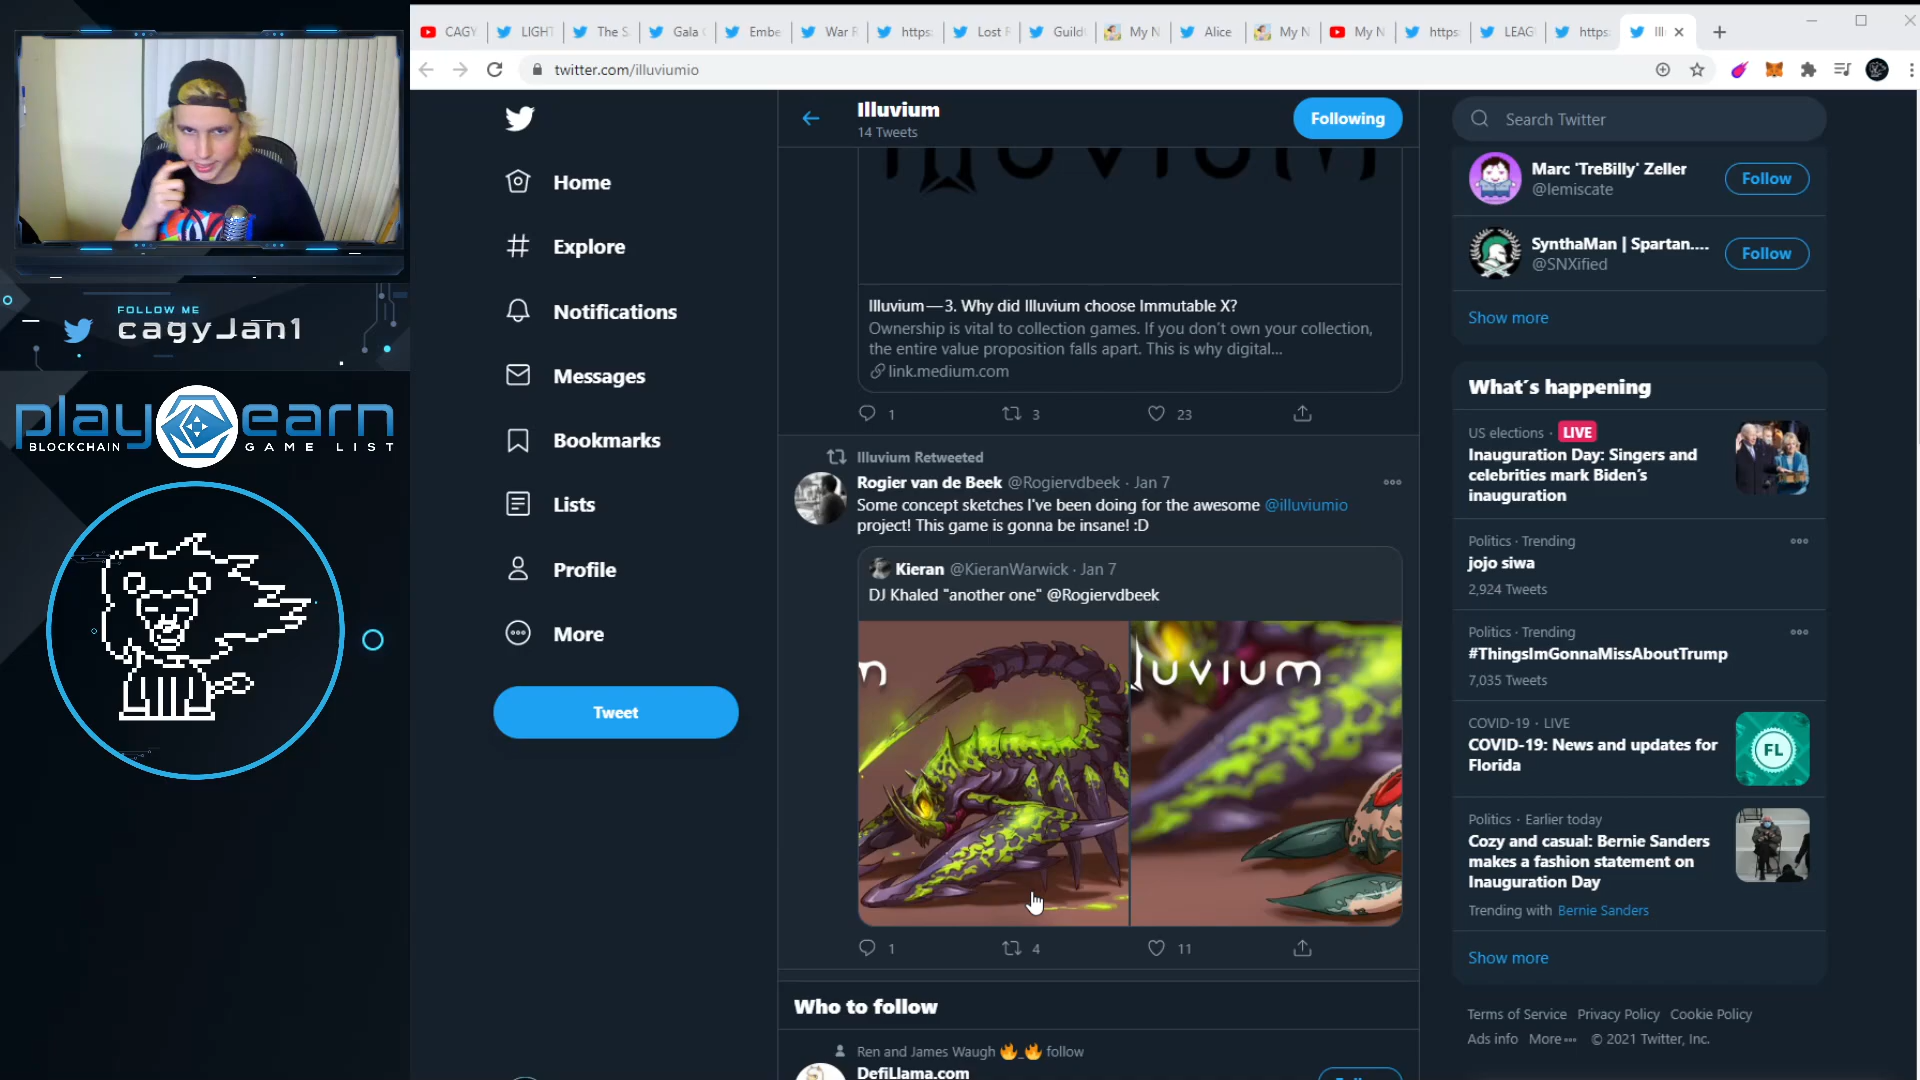 CAGY
LIGHT
The S
Gala
Embe
War R
https:
Lost R
Guild
My N
Alice
My N
My N
https:
LEAG
https:
Ill
twitter.com/illuviumio
FOLLOW ME
cagyJan1
play earn
BLOCKCHAIN GAME LIST
Home
Explore
Notifications
Messages
Bookmarks
Lists
Profile
More
Tweet
Illuvium
14 Tweets
Following
Illuvium
Illuvium—3. Why did Illuvium choose Immutable X?
Ownership is vital to collection games. If you don't own your collection,
the entire value proposition falls apart. This is why digital...
link.medium.com
1 3 23
Illuvium Retweeted
Rogier van de Beek @Rogiervdbeek · Jan 7
Some concept sketches I've been doing for the awesome @illuviumio
project! This game is gonna be insane! :D
Kieran @KieranWarwick · Jan 7
DJ Khaled "another one" @Rogiervdbeek
m
lluvium
1 4 11
Who to follow
Ren and James Waugh 🔥_🔥 follow
DefiLlama.com
Search Twitter
Marc 'TreBilly' Zeller
@lemiscate
Follow
SynthaMan | Spartan....
@SNXified
Follow
Show more
What's happening
US elections · LIVE
Inauguration Day: Singers and
celebrities mark Biden's
inauguration
Politics · Trending
jojo siwa
2,924 Tweets
Politics · Trending
#ThingsImGonnaMissAboutTrump
7,035 Tweets
COVID-19 · LIVE
COVID-19: News and updates for
Florida
FL
Politics · Earlier today
Cozy and casual: Bernie Sanders
makes a fashion statement on
Inauguration Day
Trending with Bernie Sanders
Show more
Terms of Service Privacy Policy Cookie Policy
Ads info More ··· © 2021 Twitter, Inc.